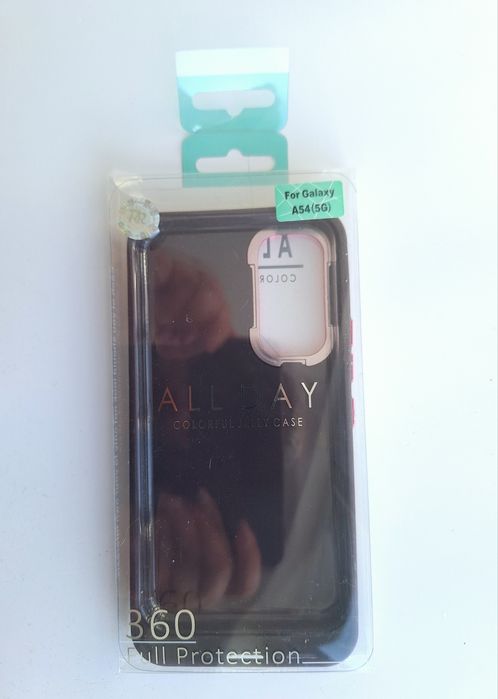 For Galaxy
A54(5G)
AL
COLOR
ALL DAY
COLORFUL JELLY CASE
360
Full Protection